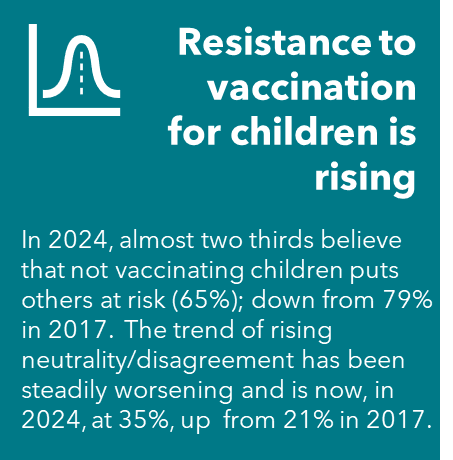 Resistance to
vaccination
for children is
rising
In 2024, almost two thirds believe
that not vaccinating children puts
others at risk (65%); down from 79%
in 2017.  The trend of rising
neutrality/disagreement has been
steadily worsening and is now, in
2024, at 35%, up  from 21% in 2017.